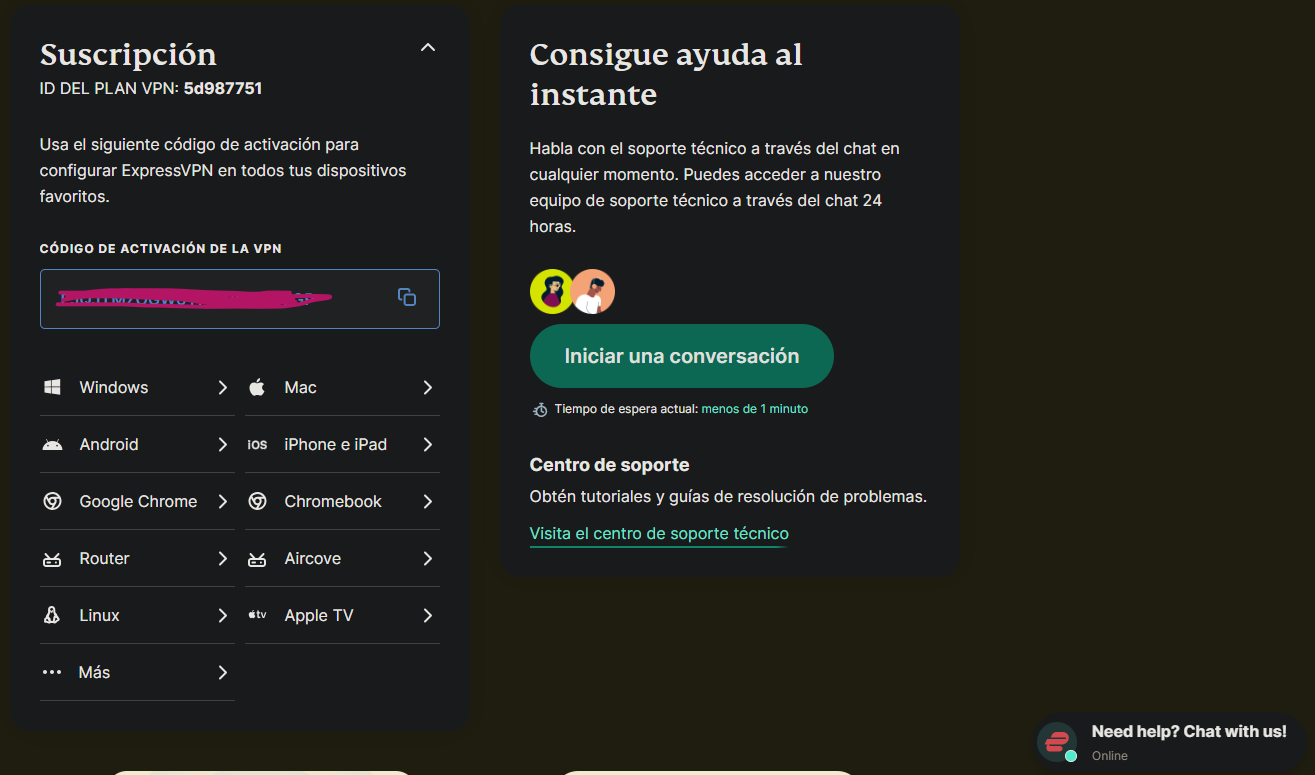 Suscripción
ID DEL PLAN VPN: 5d987751
Usa el siguiente código de activación para
configurar ExpressVPN en todos tus dispositivos
favoritos.
CÓDIGO DE ACTIVACIÓN DE LA VPN
Windows
Mac
Android
iOS iPhone e iPad
Google Chrome
Chromebook
Router
Aircove
Linux
tv Apple TV
Más
Consigue ayuda al
instante
Habla con el soporte técnico a través del chat en
cualquier momento. Puedes acceder a nuestro
equipo de soporte técnico a través del chat 24
horas.
Iniciar una conversación
Tiempo de espera actual: menos de 1 minuto
Centro de soporte
Obtén tutoriales y guías de resolución de problemas.
Visita el centro de soporte técnico
Need help? Chat with us!
Online